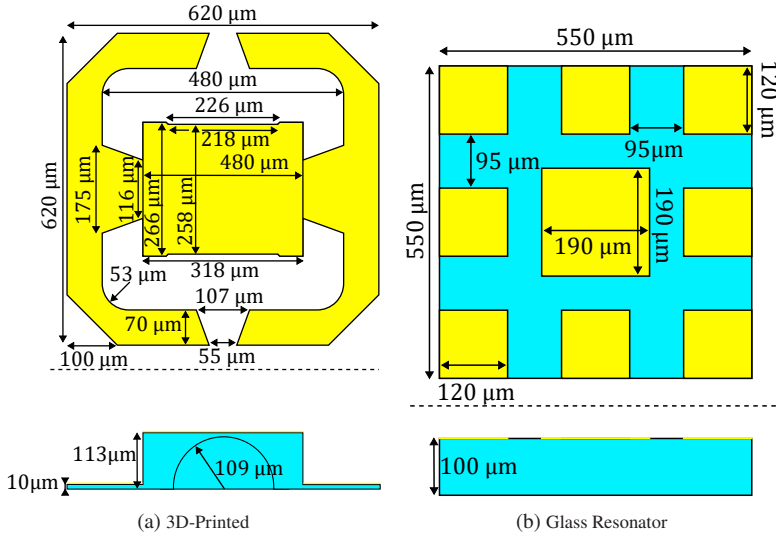 620 μm
480 μm
226 μm
218 μm
480 μm
620 μm
175 μm
116 μm
266 μm
258 μm
318 μm
53 μm
107 μm
70 μm
100 μm
55 μm
113μm
10μm
109 μm
(a) 3D-Printed
550 μm
120 μm
95 μm
95μm
550 μm
190 μm
190 μm
120 μm
100 μm
(b) Glass Resonator